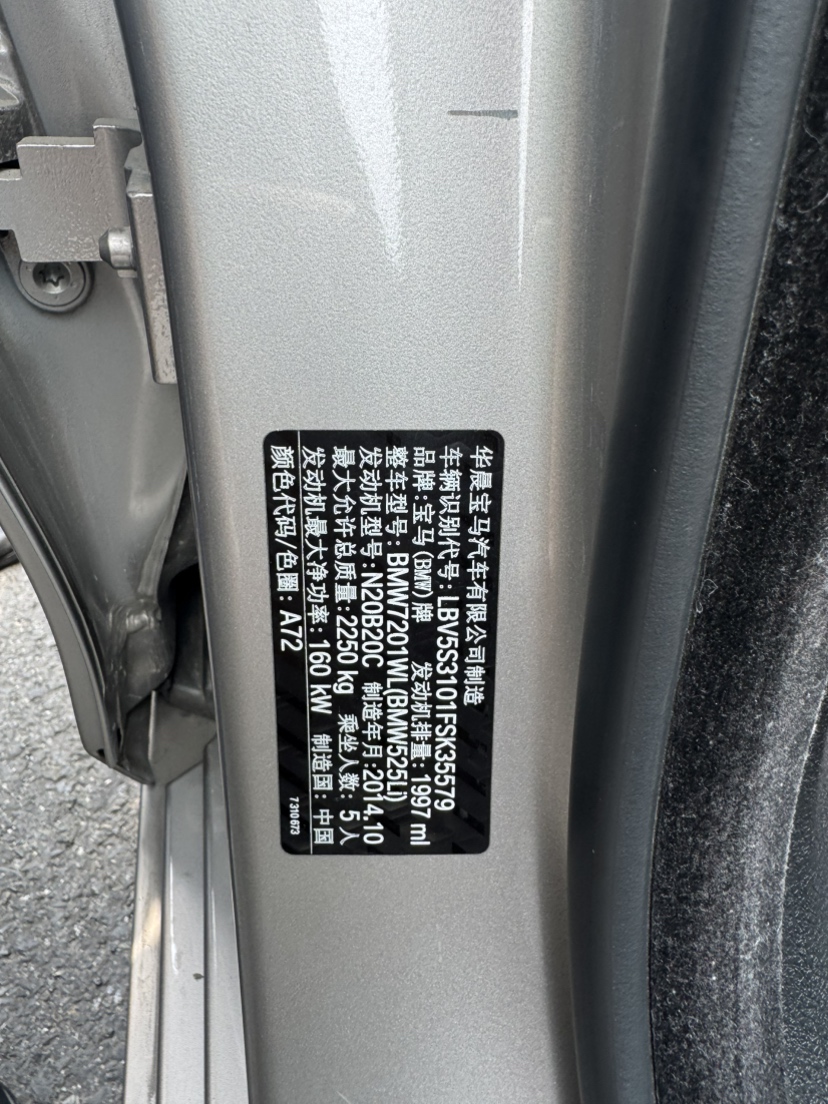 华晨宝马汽车有限公司制造
车辆识别代号: LBV5S3101FSK35579
品牌: 宝马(BMW)牌 发动机排量: 1997 ml
整车型号: BMW7201WL(BMW525Li)
发动机型号: N20B20C 制造年月: 2014.10
最大允许总质量: 2250 kg 乘坐人数: 5人
发动机最大净功率: 160 kW 制造国: 中国
颜色代码/色圈: A72
7 310 673